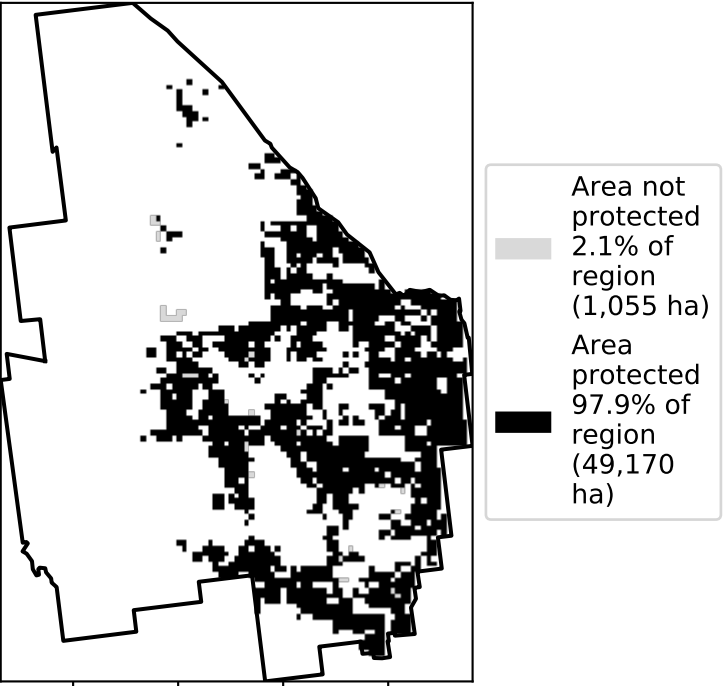 Area not
protected
2.1% of
region
(1,055 ha)
Area
protected
97.9% of
region
(49,170
ha)